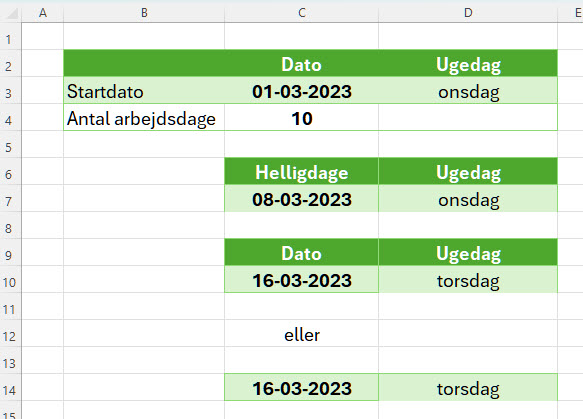 A B C D E
1
2 Dato Ugedag
3 Startdato 01-03-2023 onsdag
4 Antal arbejdsdage 10
5
6 Helligdage Ugedag
7 08-03-2023 onsdag
8
9 Dato Ugedag
10 16-03-2023 torsdag
11
12 eller
13
14 16-03-2023 torsdag
15